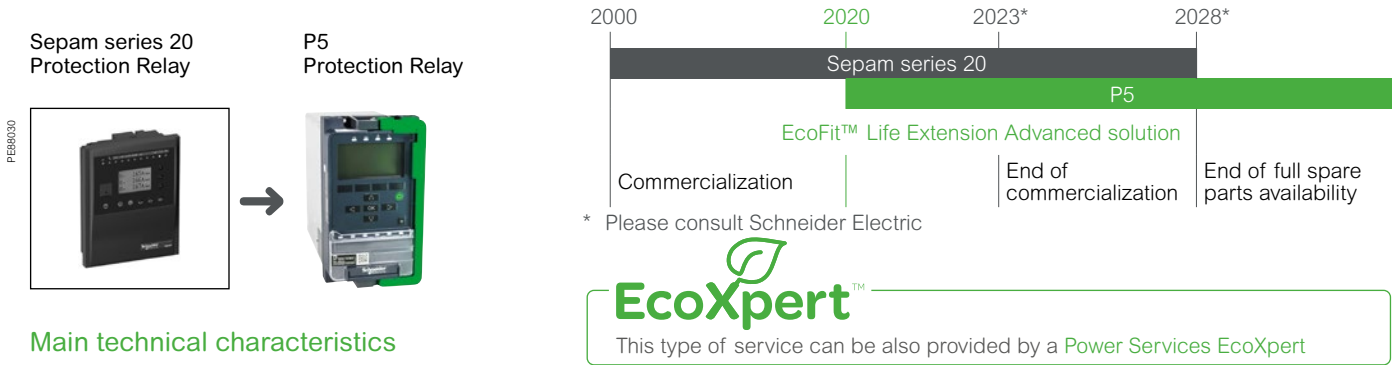 Sepam series 20
Protection Relay
P5
Protection Relay
PE88030
Main technical characteristics
2000
2020
2023*
2028*
Sepam series 20
P5
EcoFit™ Life Extension Advanced solution
Commercialization
End of
commercialization
End of full spare
parts availability
* Please consult Schneider Electric
EcoXpert™
This type of service can be also provided by a Power Services EcoXpert